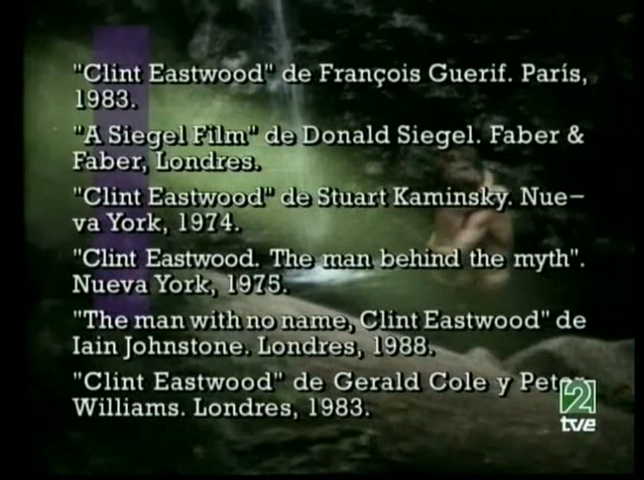 "Clint Eastwood" de François Guerif. París,
1983.
"A Siegel Film" de Donald Siegel. Faber &
Faber, Londres.
"Clint Eastwood" de Stuart Kaminsky. Nue-
va York, 1974.
"Clint Eastwood. The man behind the myth".
Nueva York, 1975.
"The man with no name, Clint Eastwood" de
Iain Johnstone. Londres, 1988.
"Clint Eastwood" de Gerald Cole y Peter
Williams. Londres, 1983.
2
tve